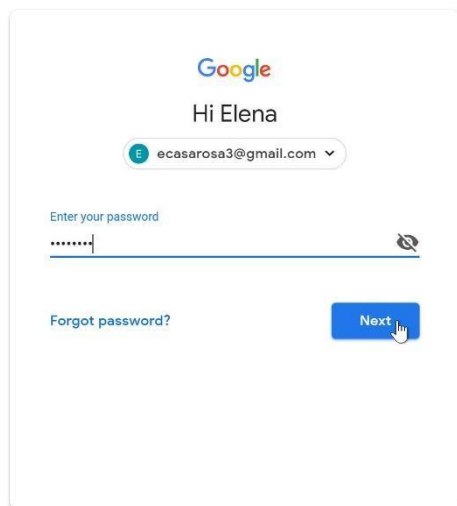 Google
Hi Elena
E ecasarosa3@gmail.com
Enter your password
••••••••
Forgot password?
Next